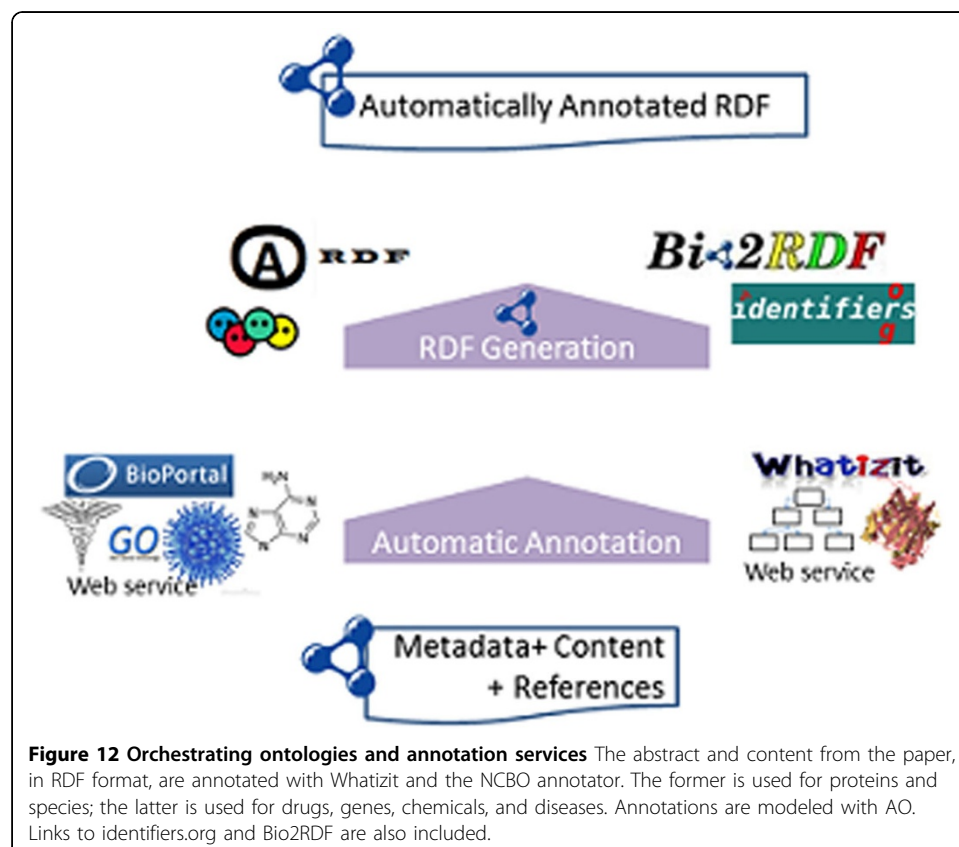 Automatically Annotated RDF
A RDF
Bio2RDF
identifiers
org
RDF Generation
BioPortal
H₂N
N
N
N
N
H
GO
Web service
Automatic Annotation
Whatizit
Web service
Metadata+ Content
+ References
Figure 12 Orchestrating ontologies and annotation services The abstract and content from the paper,
in RDF format, are annotated with Whatizit and the NCBO annotator. The former is used for proteins and
species; the latter is used for drugs, genes, chemicals, and diseases. Annotations are modeled with AO.
Links to identifiers.org and Bio2RDF are also included.